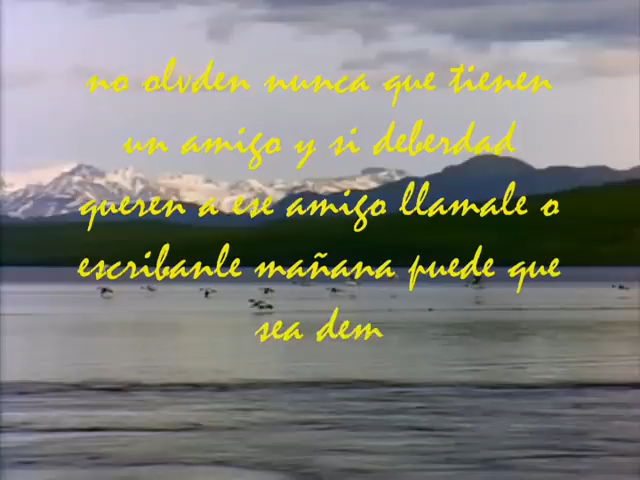 no olvden nunca que tienen
un amigo y si deberdad
queren a ese amigo llamale o
escribanle mañana puede que
sea dem